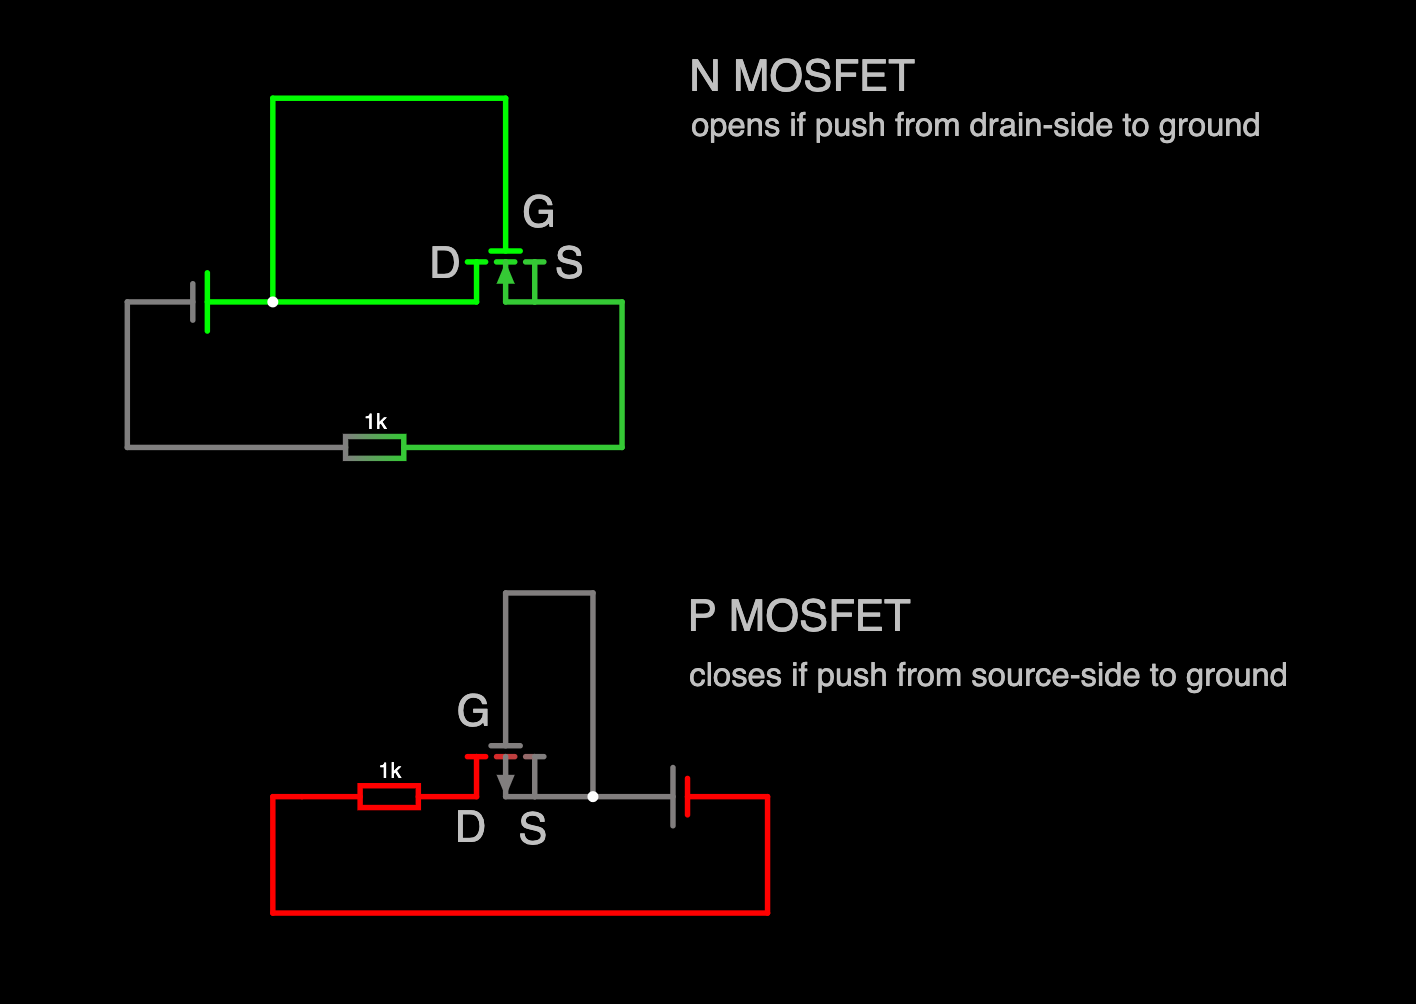 N MOSFET
opens if push from drain-side to ground
G
D
S
1k
P MOSFET
closes if push from source-side to ground
G
1k
D
S